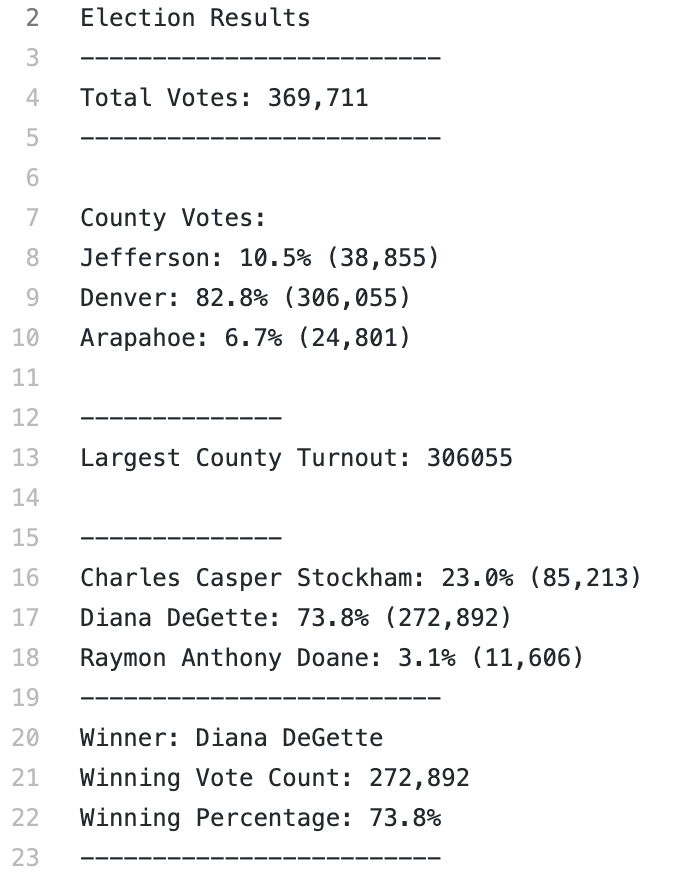 2 Election Results
3 -------------------------
4 Total Votes: 369,711
5 -------------------------
6
7 County Votes:
8 Jefferson: 10.5% (38,855)
9 Denver: 82.8% (306,055)
10 Arapahoe: 6.7% (24,801)
11
12 --------------
13 Largest County Turnout: 306055
14
15 --------------
16 Charles Casper Stockham: 23.0% (85,213)
17 Diana DeGette: 73.8% (272,892)
18 Raymon Anthony Doane: 3.1% (11,606)
19 -------------------------
20 Winner: Diana DeGette
21 Winning Vote Count: 272,892
22 Winning Percentage: 73.8%
23 -------------------------